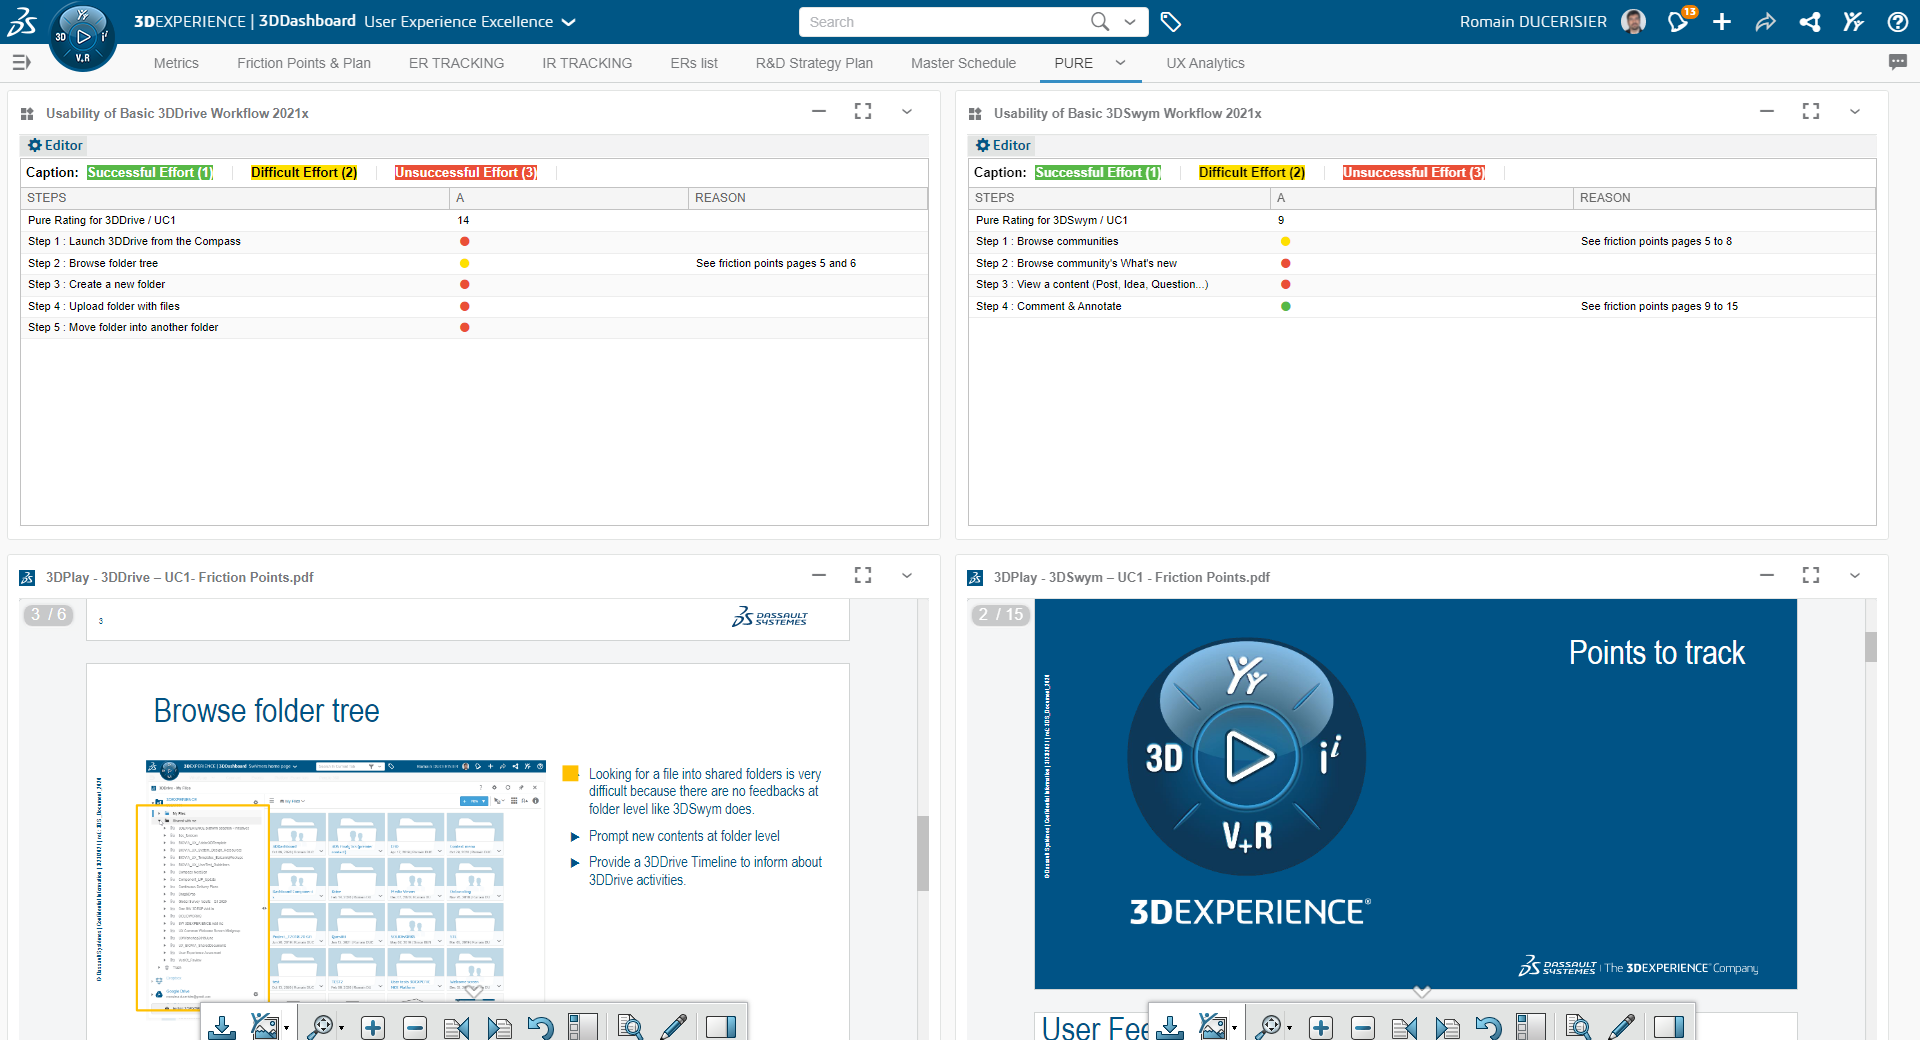 3DEXPERIENCE | 3DDashboard User Experience Excellence
Search
Romain DUCERISIER
13
3D
V.R
Metrics
Friction Points & Plan
ER TRACKING
IR TRACKING
ERs list
R&D Strategy Plan
Master Schedule
PURE
UX Analytics
Usability of Basic 3DDrive Workflow 2021x
Editor
Caption: Successful Effort (1) Difficult Effort (2) Unsuccessful Effort (3)
STEPS A REASON
Pure Rating for 3DDrive / UC1 14
Step 1 : Launch 3DDrive from the Compass
Step 2 : Browse folder tree See friction points pages 5 and 6
Step 3 : Create a new folder
Step 4 : Upload folder with files
Step 5 : Move folder into another folder
Usability of Basic 3DSwym Workflow 2021x
Editor
Caption: Successful Effort (1) Difficult Effort (2) Unsuccessful Effort (3)
STEPS A REASON
Pure Rating for 3DSwym / UC1 9
Step 1 : Browse communities See friction points pages 5 to 8
Step 2 : Browse community's What's new
Step 3 : View a content (Post, Idea, Question...)
Step 4 : Comment & Annotate See friction points pages 9 to 15
3DPlay - 3DDrive – UC1- Friction Points.pdf
3 / 6
3
DASSAULT
SYSTEMES
Browse folder tree
Looking for a file into shared folders is very
difficult because there are no feedbacks at
folder level like 3DSwym does.
Prompt new contents at folder level
Provide a 3DDrive Timeline to inform about
3DDrive activities.
3DPlay - 3DSwym – UC1 - Friction Points.pdf
2 / 15
Points to track
3D
V+R
3DEXPERIENCE®
DASSAULT
SYSTEMES | The 3DEXPERIENCE Company
User Fee